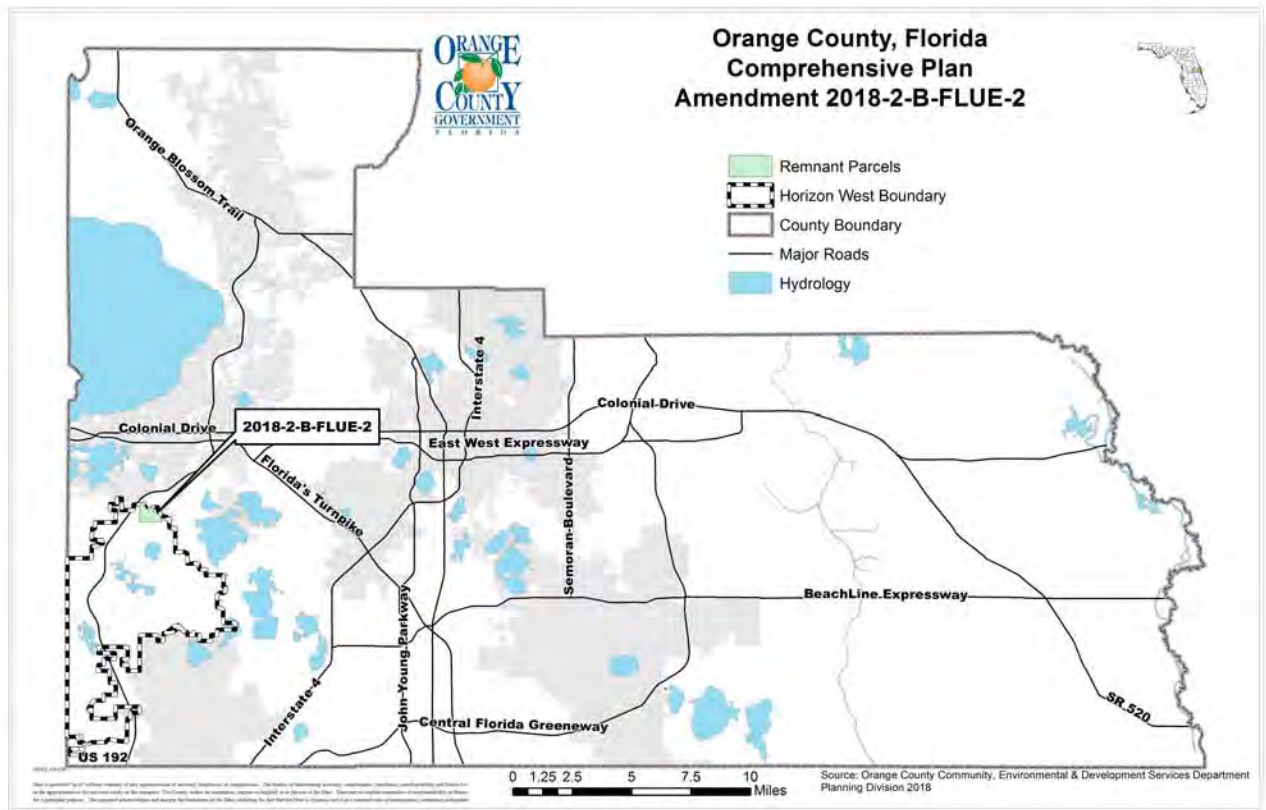 ORANGE
COUNTY
GOVERNMENT
FLORIDA
Orange County, Florida
Comprehensive Plan
Amendment 2018-2-B-FLUE-2
Remnant Parcels
Horizon West Boundary
County Boundary
Major Roads
Hydrology
Orange Blossom Trail
Interstate 4
Colonial Drive
Colonial Drive
2018-2-B-FLUE-2
East West Expressway
Florida's Turnpike
Semoran Boulevard
BeachLine Expressway
John Young Parkway
Interstate 4
Central Florida Greeneway
SR 520
US 192
0 1.25 2.5 5 7.5 10
Miles
Source: Orange County Community, Environmental & Development Services Department
Planning Division 2018